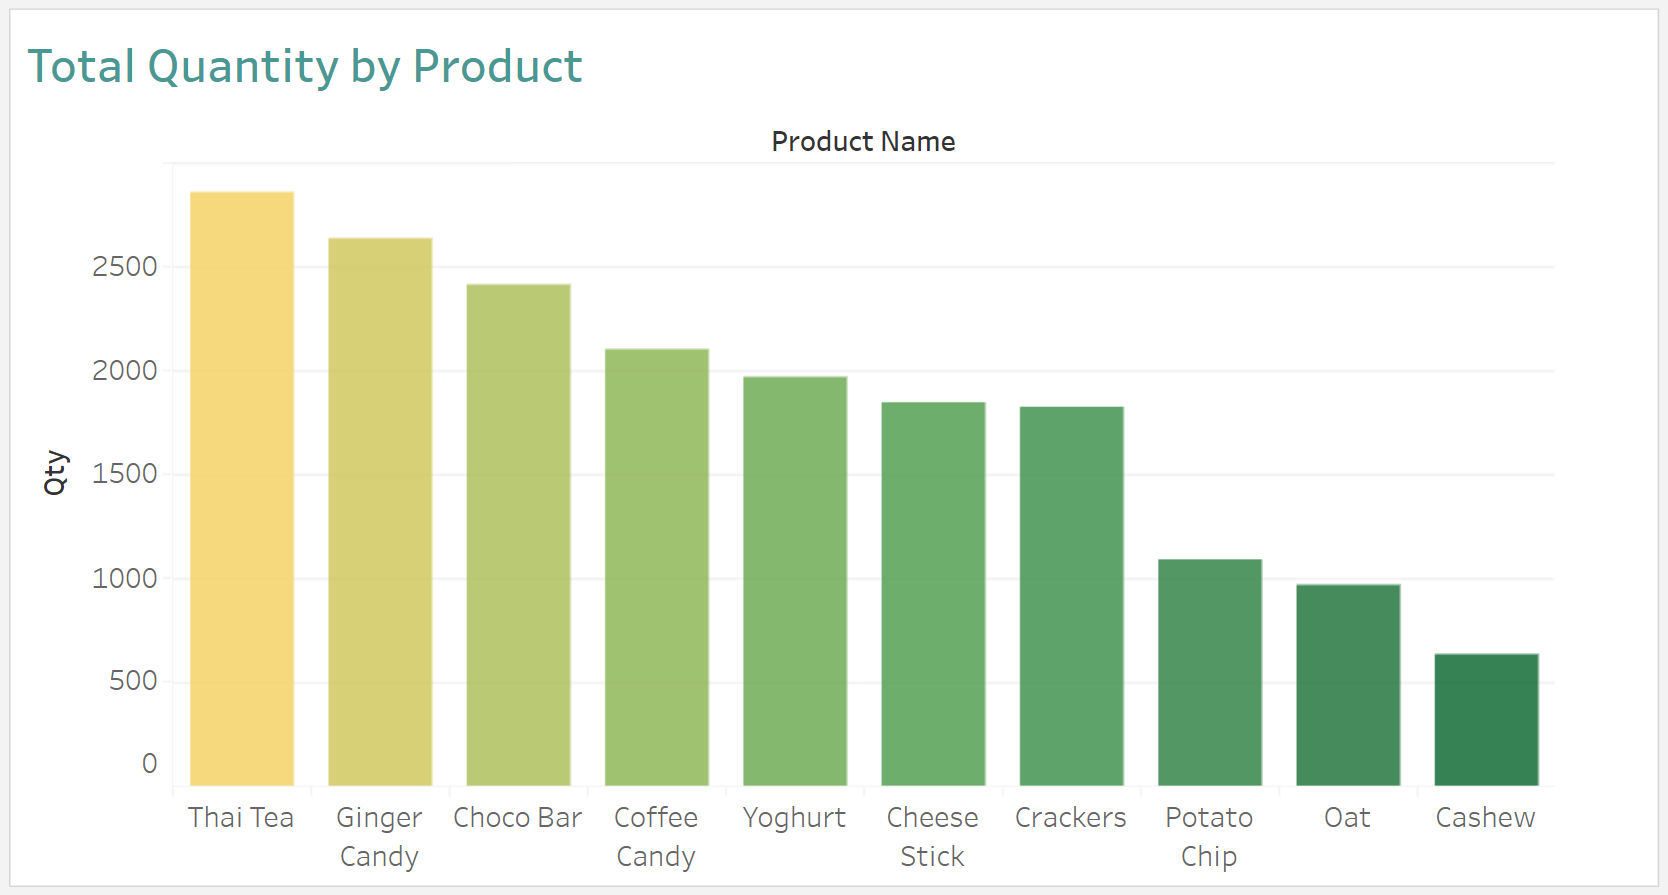 Total Quantity by Product
Product Name
Qty
2500
2000
1500
1000
500
0
Thai Tea
Ginger
Candy
Choco Bar
Coffee
Candy
Yoghurt
Cheese
Stick
Crackers
Potato
Chip
Oat
Cashew